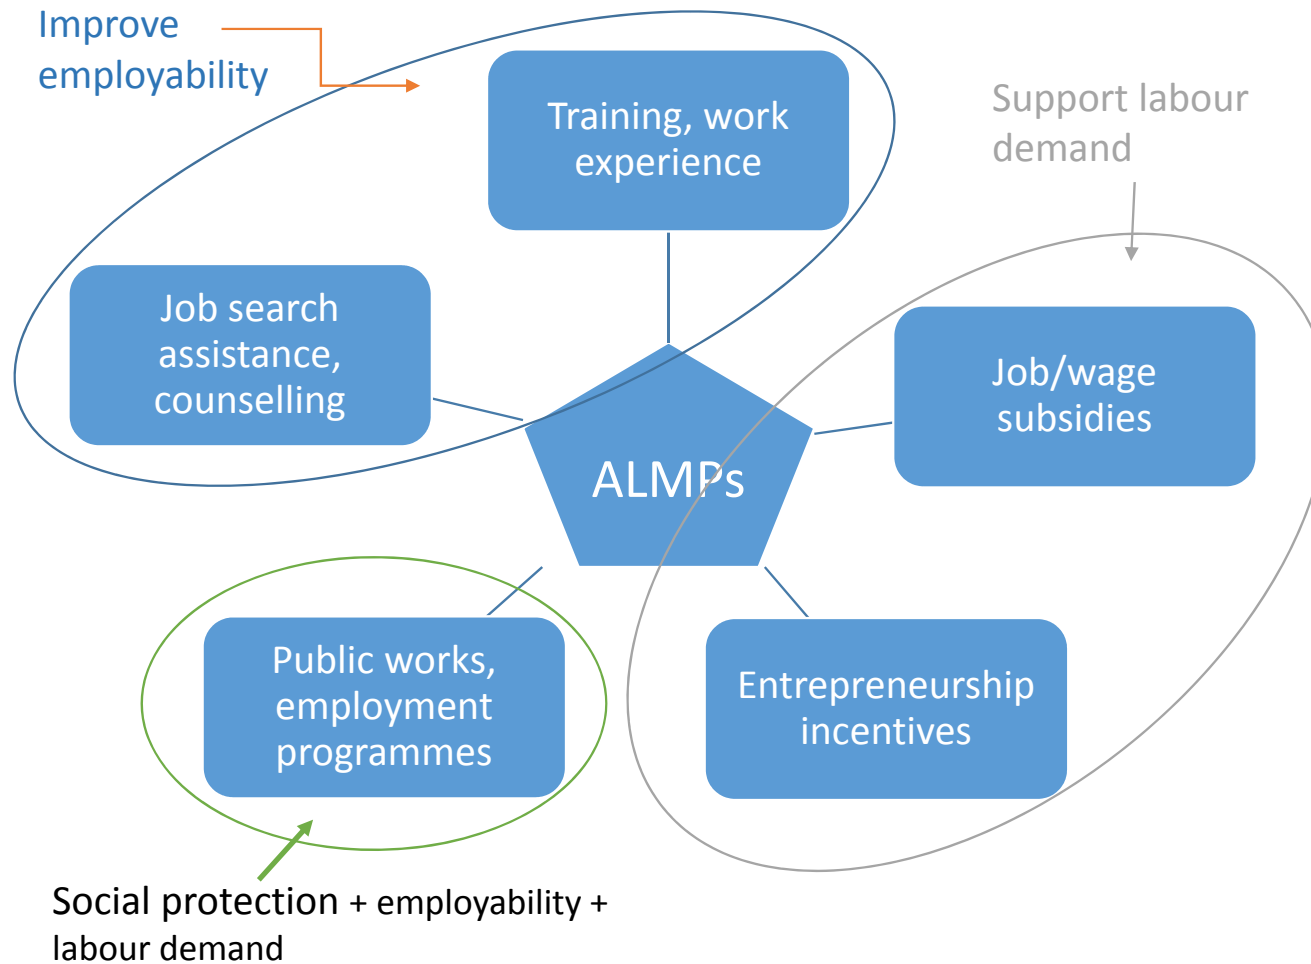 Improve
employability
Training, work
experience
Support labour
demand
Job search
assistance,
counselling
Job/wage
subsidies
ALMPs
Public works,
employment
programmes
Entrepreneurship
incentives
Social protection + employability +
labour demand